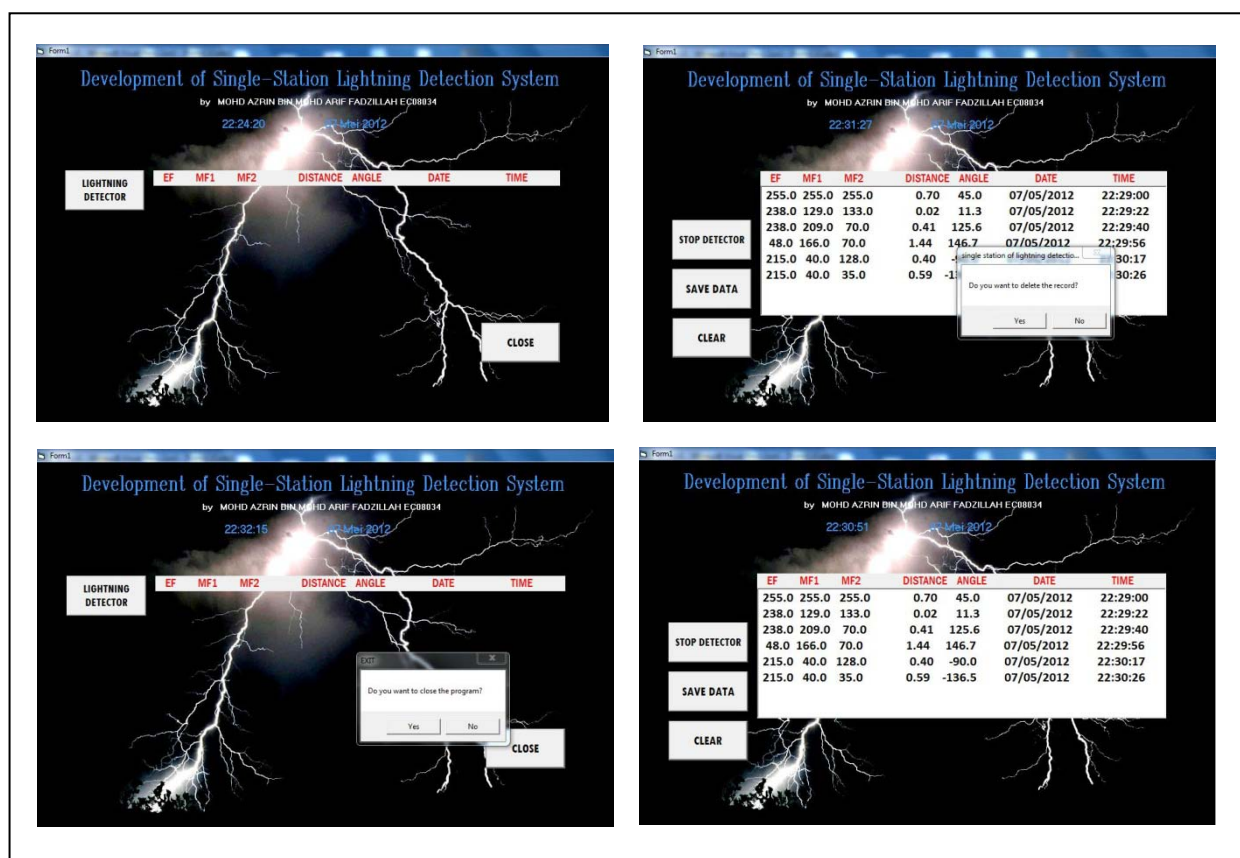 Form1
Development of Single-Station Lightning Detection System
by MOHD AZRIN BIN MOHD ARIF FADZILLAH EC08034
22:24:20 07 Mei 2012
LIGHTNING DETECTOR
EF MF1 MF2 DISTANCE ANGLE DATE TIME
CLOSE
Form1
Development of Single-Station Lightning Detection System
by MOHD AZRIN BIN MOHD ARIF FADZILLAH EC08034
22:31:27 07 Mei 2012
EF MF1 MF2 DISTANCE ANGLE DATE TIME
255.0 255.0 255.0 0.70 45.0 07/05/2012 22:29:00
238.0 129.0 133.0 0.02 11.3 07/05/2012 22:29:22
238.0 209.0 70.0 0.41 125.6 07/05/2012 22:29:40
48.0 166.0 70.0 1.44 146.7 07/05/2012 22:29:56
215.0 40.0 128.0 0.40 :30:17
215.0 40.0 35.0 0.59 :30:26
STOP DETECTOR
SAVE DATA
CLEAR
single station of lightning detectio...
Do you want to delete the record?
Yes No
Form1
Development of Single-Station Lightning Detection System
by MOHD AZRIN BIN MOHD ARIF FADZILLAH EC08034
22:32:15 07 Mei 2012
LIGHTNING DETECTOR
EF MF1 MF2 DISTANCE ANGLE DATE TIME
EXIT
Do you want to close the program?
Yes No
CLOSE
Form1
Development of Single-Station Lightning Detection System
by MOHD AZRIN BIN MOHD ARIF FADZILLAH EC08034
22:30:51 07 Mei 2012
EF MF1 MF2 DISTANCE ANGLE DATE TIME
255.0 255.0 255.0 0.70 45.0 07/05/2012 22:29:00
238.0 129.0 133.0 0.02 11.3 07/05/2012 22:29:22
238.0 209.0 70.0 0.41 125.6 07/05/2012 22:29:40
48.0 166.0 70.0 1.44 146.7 07/05/2012 22:29:56
215.0 40.0 128.0 0.40 -90.0 07/05/2012 22:30:17
215.0 40.0 35.0 0.59 -136.5 07/05/2012 22:30:26
STOP DETECTOR
SAVE DATA
CLEAR